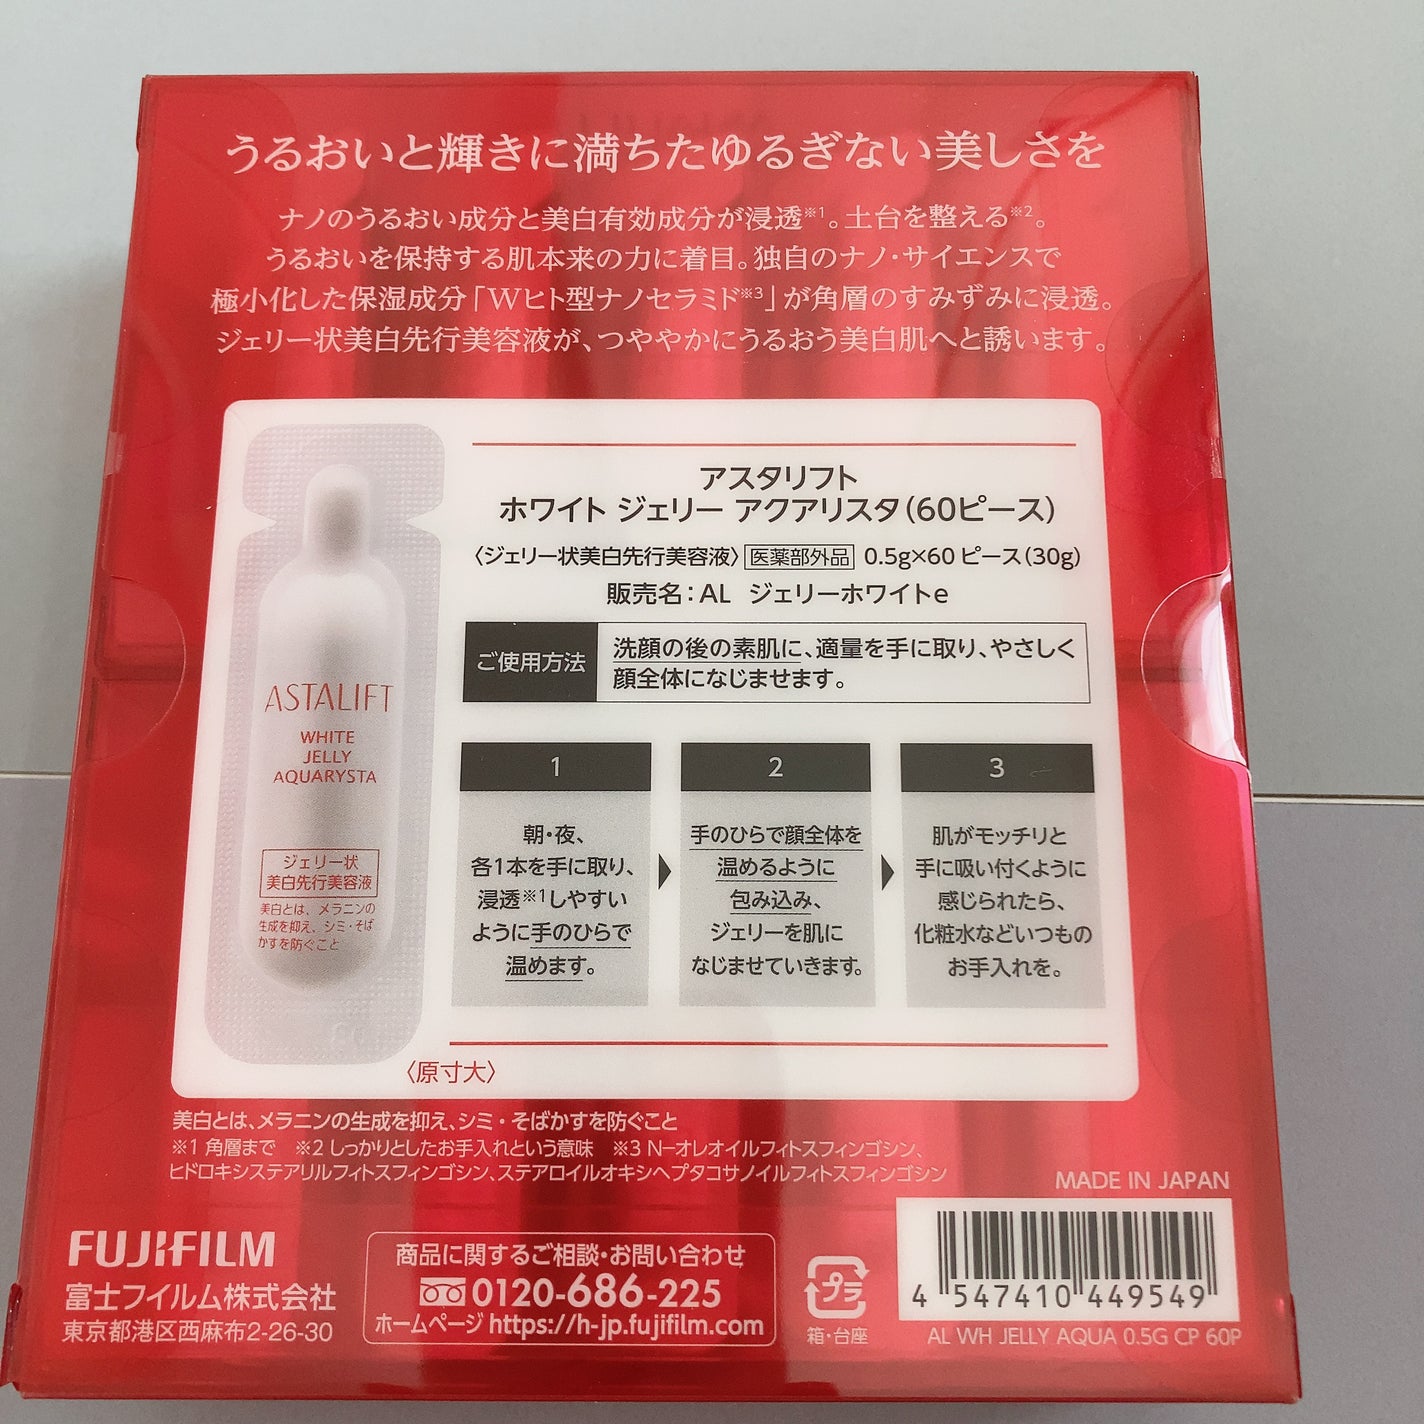 うるおいと輝きに満ちたゆるぎない美しさを
ナノのうるおい成分と美白有効成分が浸透※1。土台を整える※2。
うるおいを保持する肌本来の力に着目。独自のナノ・サイエンスで
極小化した保湿成分「Wヒト型ナノセラミド※3」が角層のすみずみに浸透。
ジェリー状美白先行美容液が、つややかにうるおう美白肌へと誘います。
アスタリフト
ホワイト ジェリー アクアリスタ(60ピース)
〈ジェリー状美白先行美容液〉 医薬部外品 0.5g×60 ピース(30g)
販売名:AL ジェリーホワイトe
ご使用方法
洗顔の後の素肌に、適量を手に取り、やさしく
顔全体になじませます。
1
朝・夜、
各1本を手に取り、
浸透※1しやすい
ように手のひらで
温めます。
2
手のひらで顔全体を
温めるように
包み込み、
ジェリーを肌に
なじませていきます。
3
肌がモッチリと
手に吸い付くように
感じられたら、
化粧水などいつもの
お手入れを。
ASTALIFT
WHITE
JELLY
AQUARYSTA
ジェリー状
美白先行美容液
美白とは、メラニンの
生成を抑え、シミ・そば
かすを防ぐこと
〈原寸大〉
美白とは、メラニンの生成を抑え、シミ・そばかすを防ぐこと
※1 角層まで ※2 しっかりとしたお手入れという意味 ※3 N-オレオイルフィトスフィンゴシン、
ヒドロキシステアリルフィトスフィンゴシン、ステアロイルオキシヘプタコサノイルフィトスフィンゴシン
MADE IN JAPAN
FUJIFILM
富士フイルム株式会社
東京都港区西麻布2-26-30
商品に関するご相談・お問い合わせ
0120-686-225
ホームページ https://h-jp.fujifilm.com
プラ
箱・台座
4 547410 449549
AL WH JELLY AQUA 0.5G CP 60P